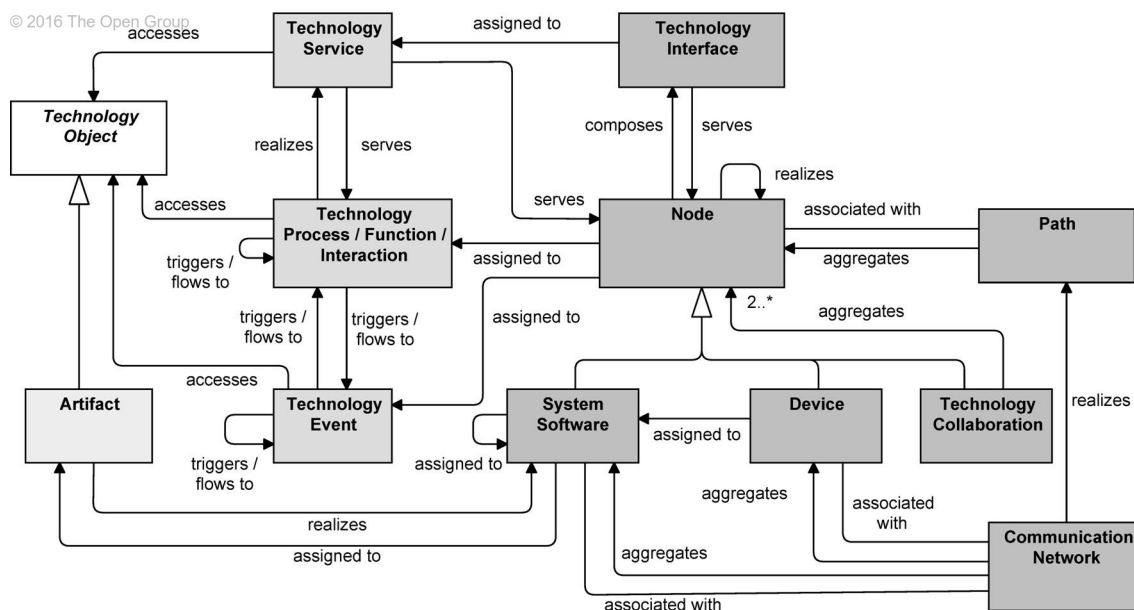 © 2016 The Open Group
accesses
Technology
Service
assigned to
Technology
Interface
Technology
Object
realizes
serves
composes
serves
realizes
accesses
Technology
Process / Function /
Interaction
serves
Node
associated with
Path
triggers /
flows to
assigned to
aggregates
2..*
triggers /
flows to
triggers /
flows to
assigned to
aggregates
accesses
Artifact
Technology
Event
System
Software
Device
Technology
Collaboration
realizes
assigned to
triggers /
flows to
assigned to
aggregates
associated
with
realizes
Communication
Network
assigned to
aggregates
associated with